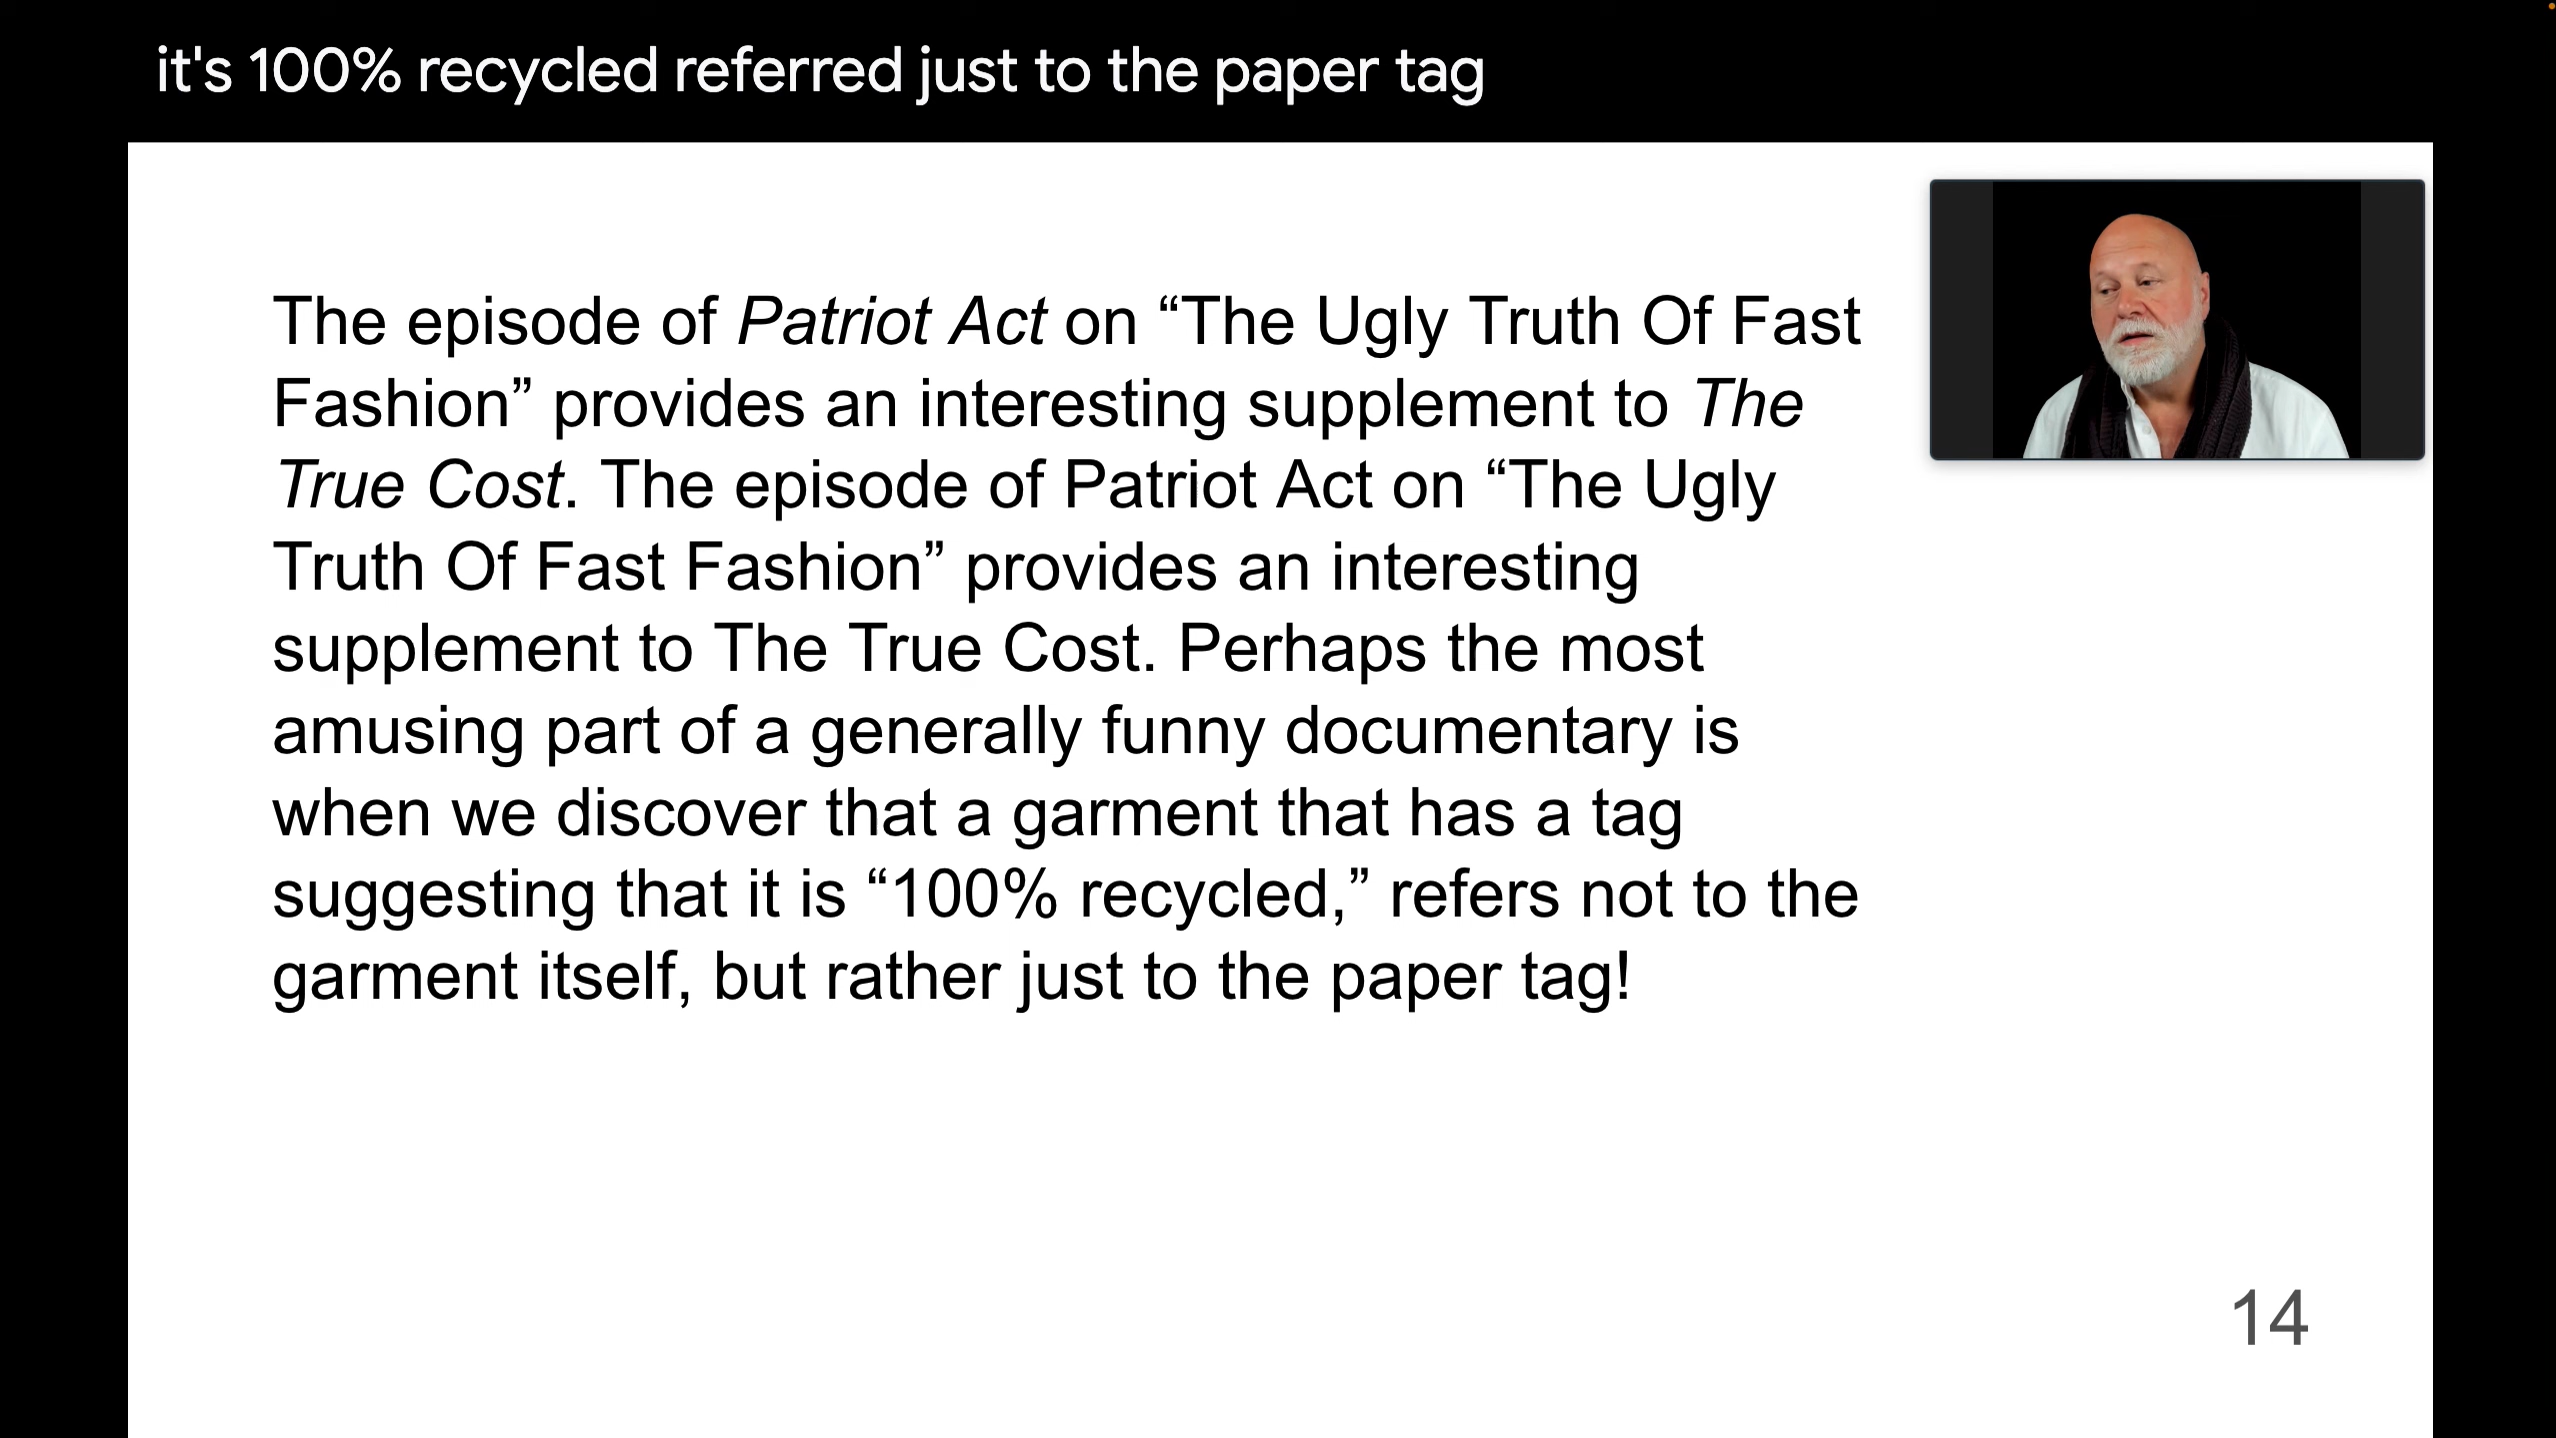 it's 100% recycled referred just to the paper tag
The episode of Patriot Act on “The Ugly Truth Of Fast
Fashion” provides an interesting supplement to The
True Cost. The episode of Patriot Act on “The Ugly
Truth Of Fast Fashion” provides an interesting
supplement to The True Cost. Perhaps the most
amusing part of a generally funny documentary is
when we discover that a garment that has a tag
suggesting that it is “100% recycled,” refers not to the
garment itself, but rather just to the paper tag!
14